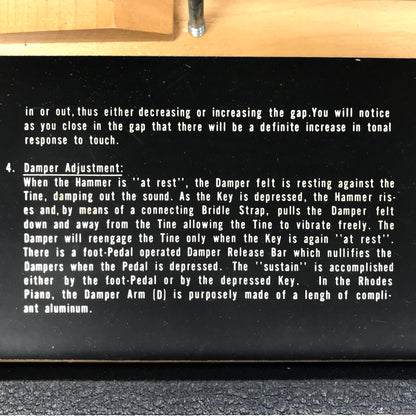 in or out, thus either decreasing or increasing the gap.You will notice
as you close in the gap that there will be a definite increase in tonal
response to touch.
4. Damper Adjustment:
When the Hammer is ''at rest'', the Damper felt is resting against the
Tine, damping out the sound. As the Key is depressed, the Hammer ris-
es and, by means of a connecting Bridle Strap, pulls the Damper felt
down and away from the Tine allowing the Tine to vibrate freely. The
Damper will reengage the Tine only when the Key is again ''at rest''.
There is a foot-Pedal operated Damper Release Bar which nullifies the
Dampers when the Pedal is depressed. The ''sustain'' is accomplished
either by the foot-Pedal or by the depressed Key. In the Rhodes
Piano, the Damper Arm (D) is purposely made of a lengh of compli-
ant aluminum.